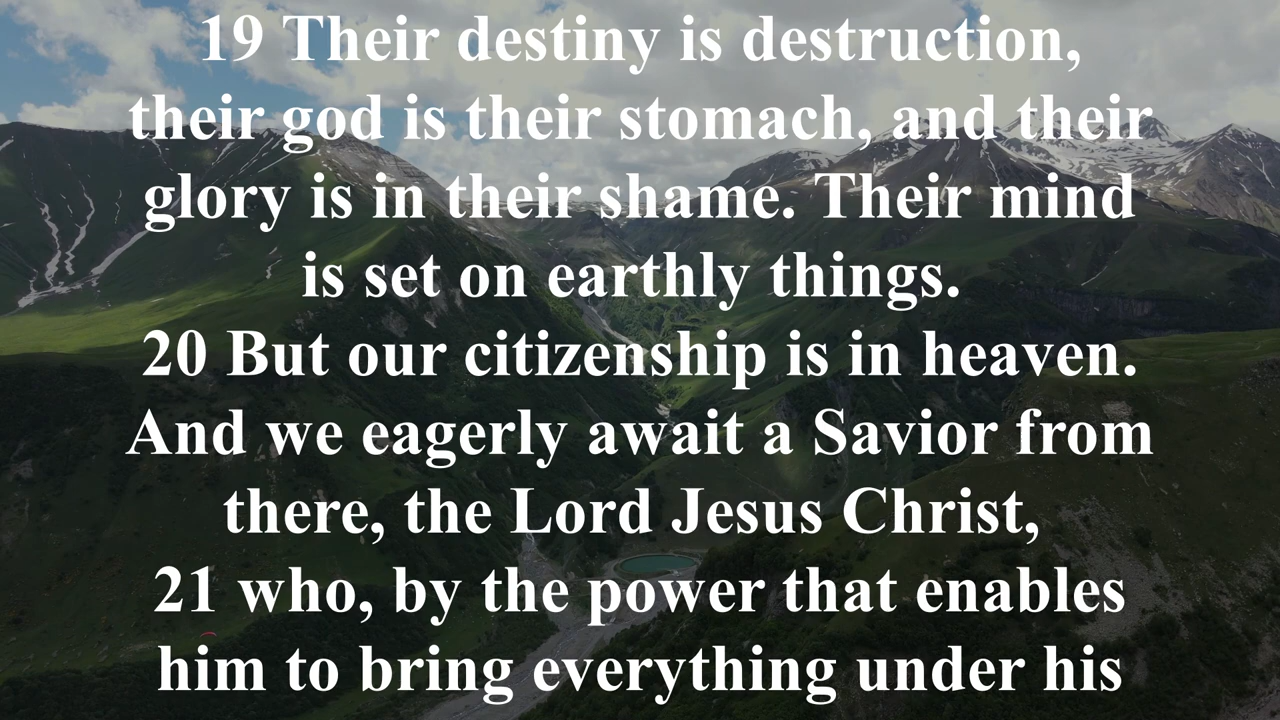 19 Their destiny is destruction,
their god is their stomach, and their
glory is in their shame. Their mind
is set on earthly things.
20 But our citizenship is in heaven.
And we eagerly await a Savior from
there, the Lord Jesus Christ,
21 who, by the power that enables
him to bring everything under his